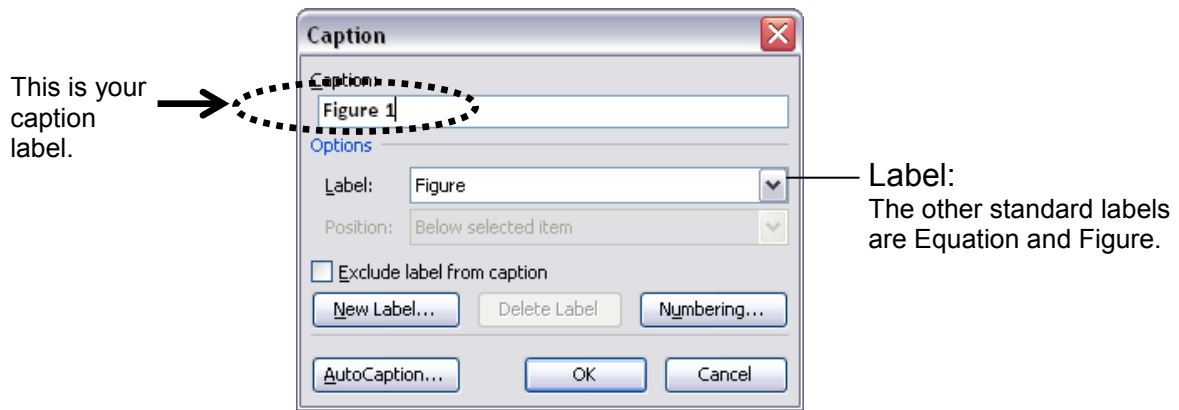 Caption
This is your
caption
label.
Caption:
Figure 1
Options
Label: Figure
Position: Below selected item
Label:
The other standard labels
are Equation and Figure.
Exclude label from caption
New Label... Delete Label Numbering...
AutoCaption... OK Cancel